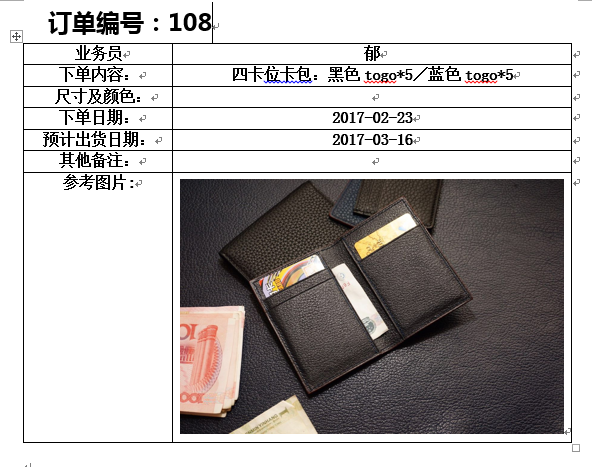 订单编号：108
业务员 郁
下单内容： 四卡位卡包：黑色 togo*5／蓝色 togo*5
尺寸及颜色：
下单日期： 2017-02-23
预计出货日期： 2017-03-16
其他备注：
参考图片:
100